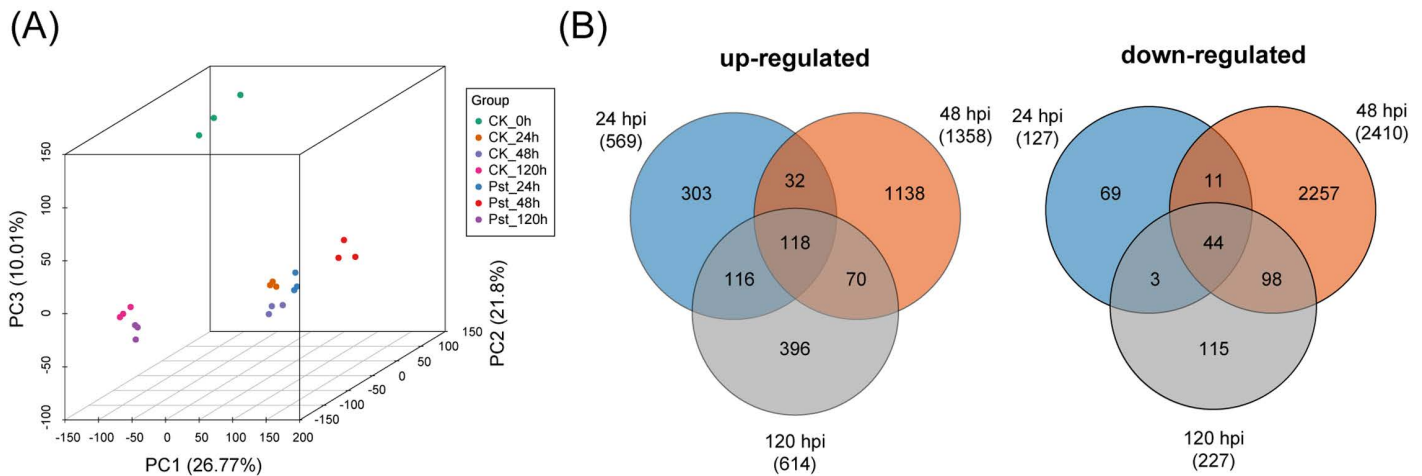 (A)
PC3 (10.01%)
150
100
50
0
-50
-100
-150
-100
-50
0
50
100
150
200
PC1 (26.77%)
-150
-100
-50
0
50
100
150
PC2 (21.8%)
Group
CK_0h
CK_24h
CK_48h
CK_120h
Pst_24h
Pst_48h
Pst_120h
(B)
up-regulated
24 hpi
(569)
48 hpi
(1358)
303
32
1138
118
116
70
396
120 hpi
(614)
down-regulated
24 hpi
(127)
48 hpi
(2410)
69
11
2257
44
3
98
115
120 hpi
(227)